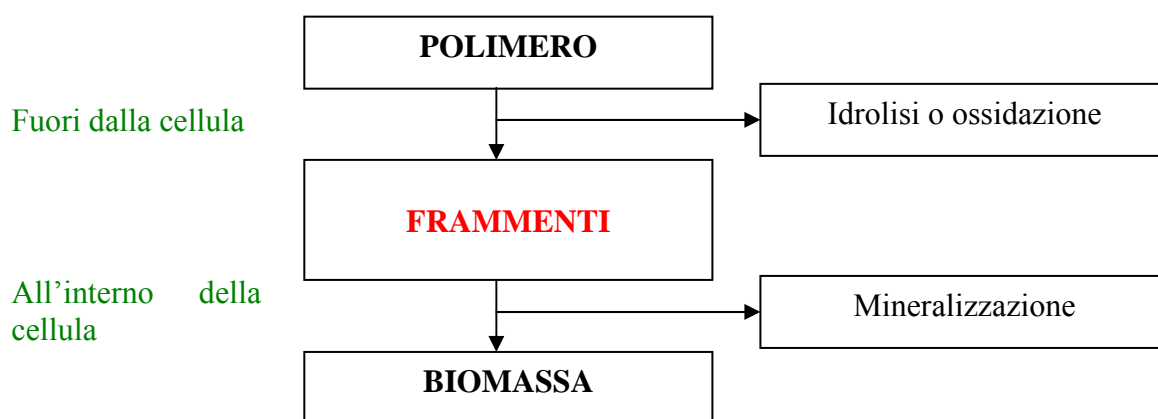 POLIMERO
Fuori dalla cellula
Idrolisi o ossidazione
FRAMMENTI
All’interno della
cellula
Mineralizzazione
BIOMASSA